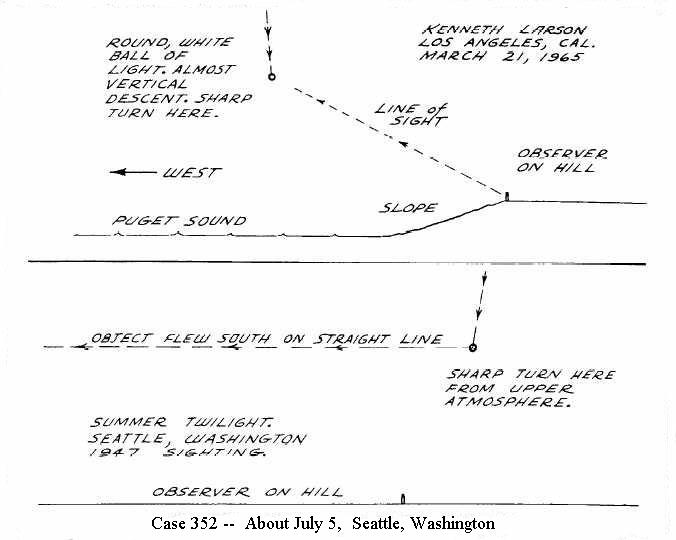 ROUND, WHITE
BALL OF
LIGHT. ALMOST
VERTICAL
DESCENT. SHARP
TURN HERE.
KENNETH LARSON
LOS ANGELES, CAL.
MARCH 21, 1965
LINE of
SIGHT
OBSERVER
ON HILL
WEST
SLOPE
PUGET SOUND
OBJECT FLEW SOUTH ON STRAIGHT LINE
SHARP TURN HERE
FROM UPPER
ATMOSPHERE.
SUMMER TWILIGHT.
SEATTLE, WASHINGTON
1947 SIGHTING.
OBSERVER ON HILL
Case 352 -- About July 5, Seattle, Washington